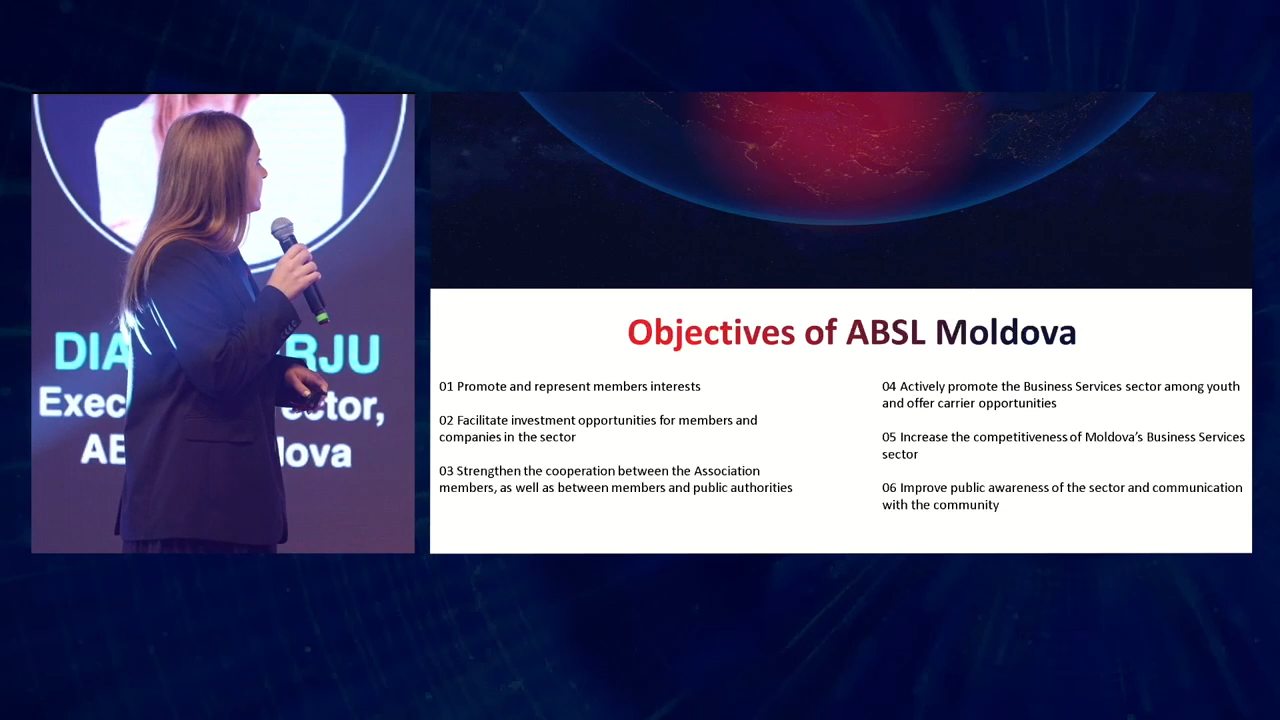 DIA RJU
Exec ctor,
AB lova
Objectives of ABSL Moldova
01 Promote and represent members interests
02 Facilitate investment opportunities for members and
companies in the sector
03 Strengthen the cooperation between the Association
members, as well as between members and public authorities
04 Actively promote the Business Services sector among youth
and offer carrier opportunities
05 Increase the competitiveness of Moldova's Business Services
sector
06 Improve public awareness of the sector and communication
with the community